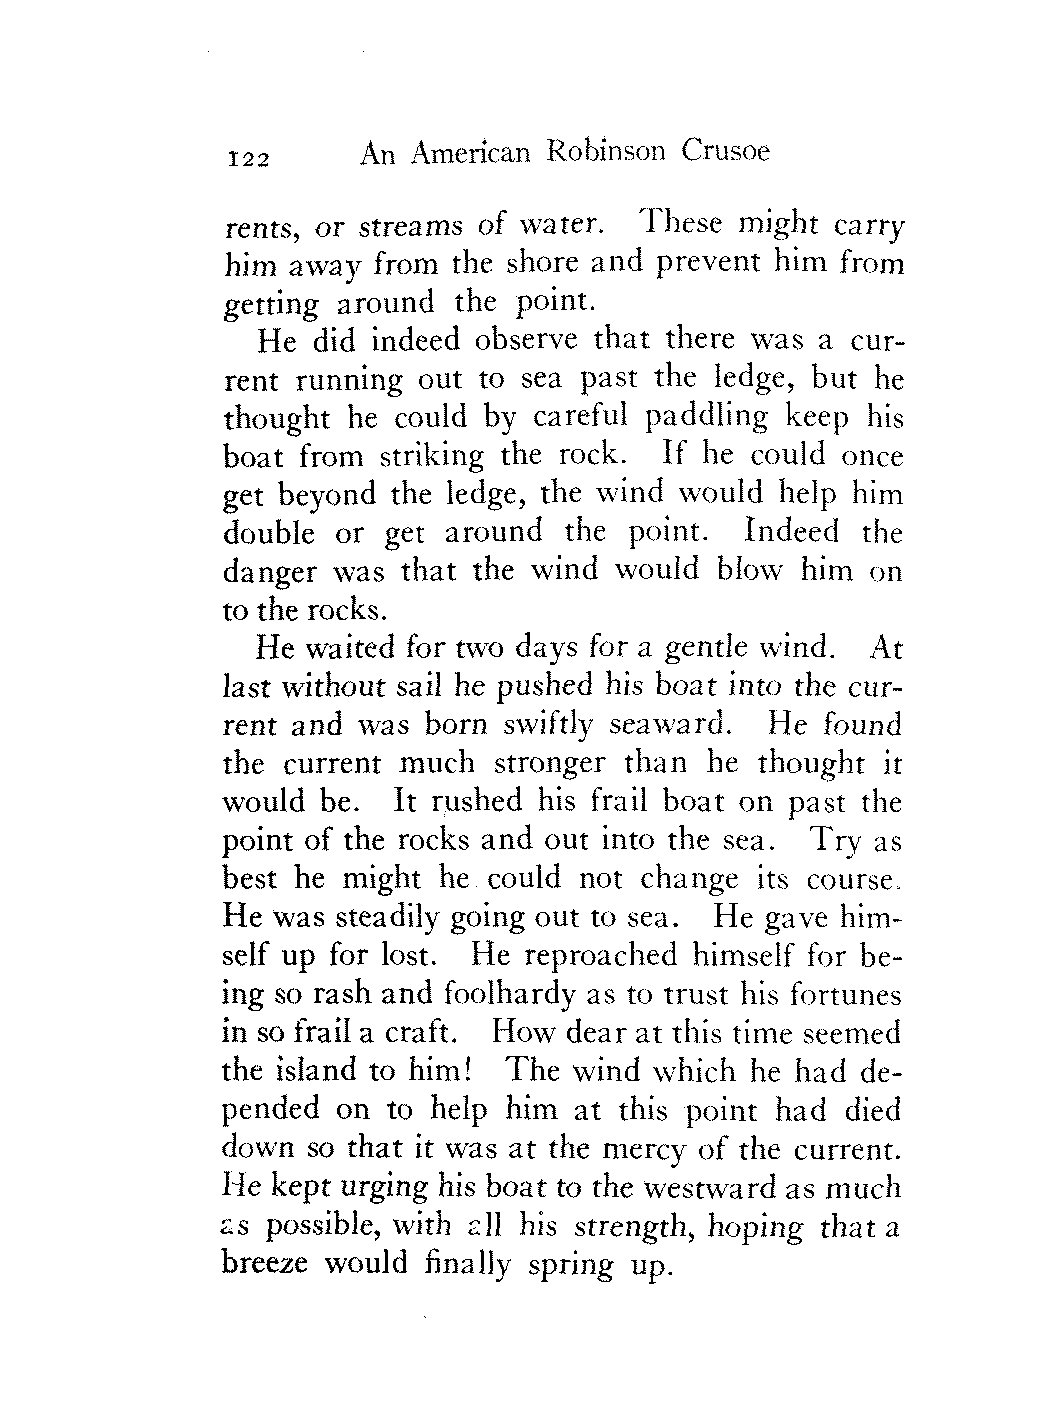 122 An American Robinson Crusoe
rents, or streams of water. These might carry
him away from the shore and prevent him from
getting around the point.
He did indeed observe that there was a cur-
rent running out to sea past the ledge, but he
thought he could by careful paddling keep his
boat from striking the rock. If he could once
get beyond the ledge, the wind would help him
double or get around the point. Indeed the
danger was that the wind would blow him on
to the rocks.
He waited for two days for a gentle wind. At
last without sail he pushed his boat into the cur-
rent and was born swiftly seaward. He found
the current much stronger than he thought it
would be. It rushed his frail boat on past the
point of the rocks and out into the sea. Try as
best he might he could not change its course.
He was steadily going out to sea. He gave him-
self up for lost. He reproached himself for be-
ing so rash and foolhardy as to trust his fortunes
in so frail a craft. How dear at this time seemed
the island to him! The wind which he had de-
pended on to help him at this point had died
down so that it was at the mercy of the current.
He kept urging his boat to the westward as much
as possible, with all his strength, hoping that a
breeze would finally spring up.